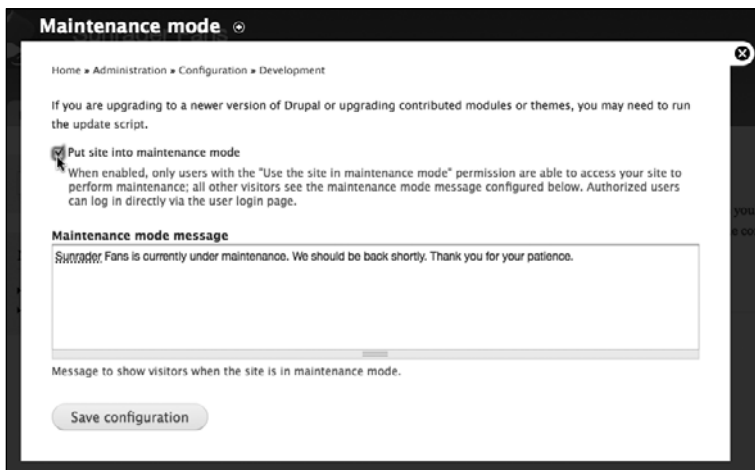 Maintenance mode
Sunrader Fans
Home » Administration » Configuration » Development
If you are upgrading to a newer version of Drupal or upgrading contributed modules or themes, you may need to run
the update script.
Put site into maintenance mode
When enabled, only users with the "Use the site in maintenance mode" permission are able to access your site to
perform maintenance; all other visitors see the maintenance mode message configured below. Authorized users
can log in directly via the user login page.
you
Maintenance mode message
Sunrader Fans is currently under maintenance. We should be back shortly. Thank you for your patience.
Message to show visitors when the site is in maintenance mode.
Save configuration